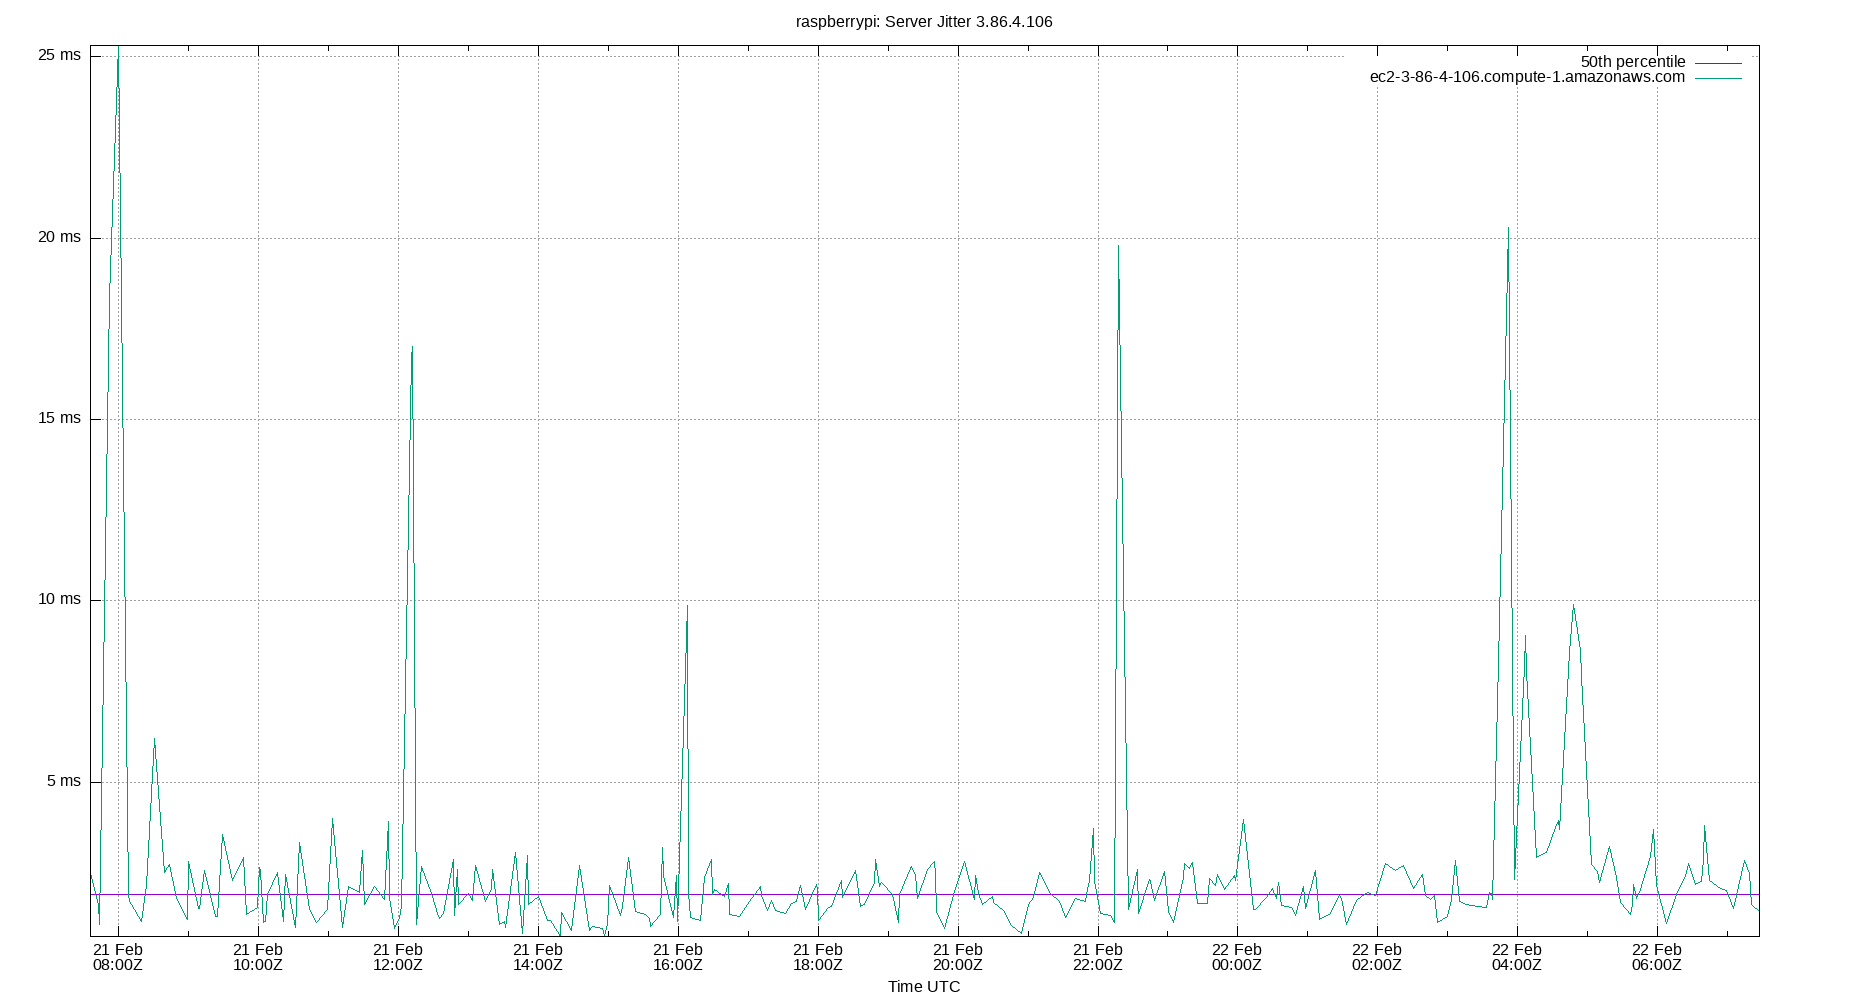 raspberrypi: Server Jitter 3.86.4.106
25 ms
20 ms
15 ms
10 ms
5 ms
50th percentile
ec2-3-86-4-106.compute-1.amazonaws.com
21 Feb 21 Feb 21 Feb 21 Feb 21 Feb 21 Feb 21 Feb 21 Feb 22 Feb 22 Feb 22 Feb 22 Feb
08:00Z 10:00Z 12:00Z 14:00Z 16:00Z 18:00Z 20:00Z 22:00Z 00:00Z 02:00Z 04:00Z 06:00Z
Time UTC